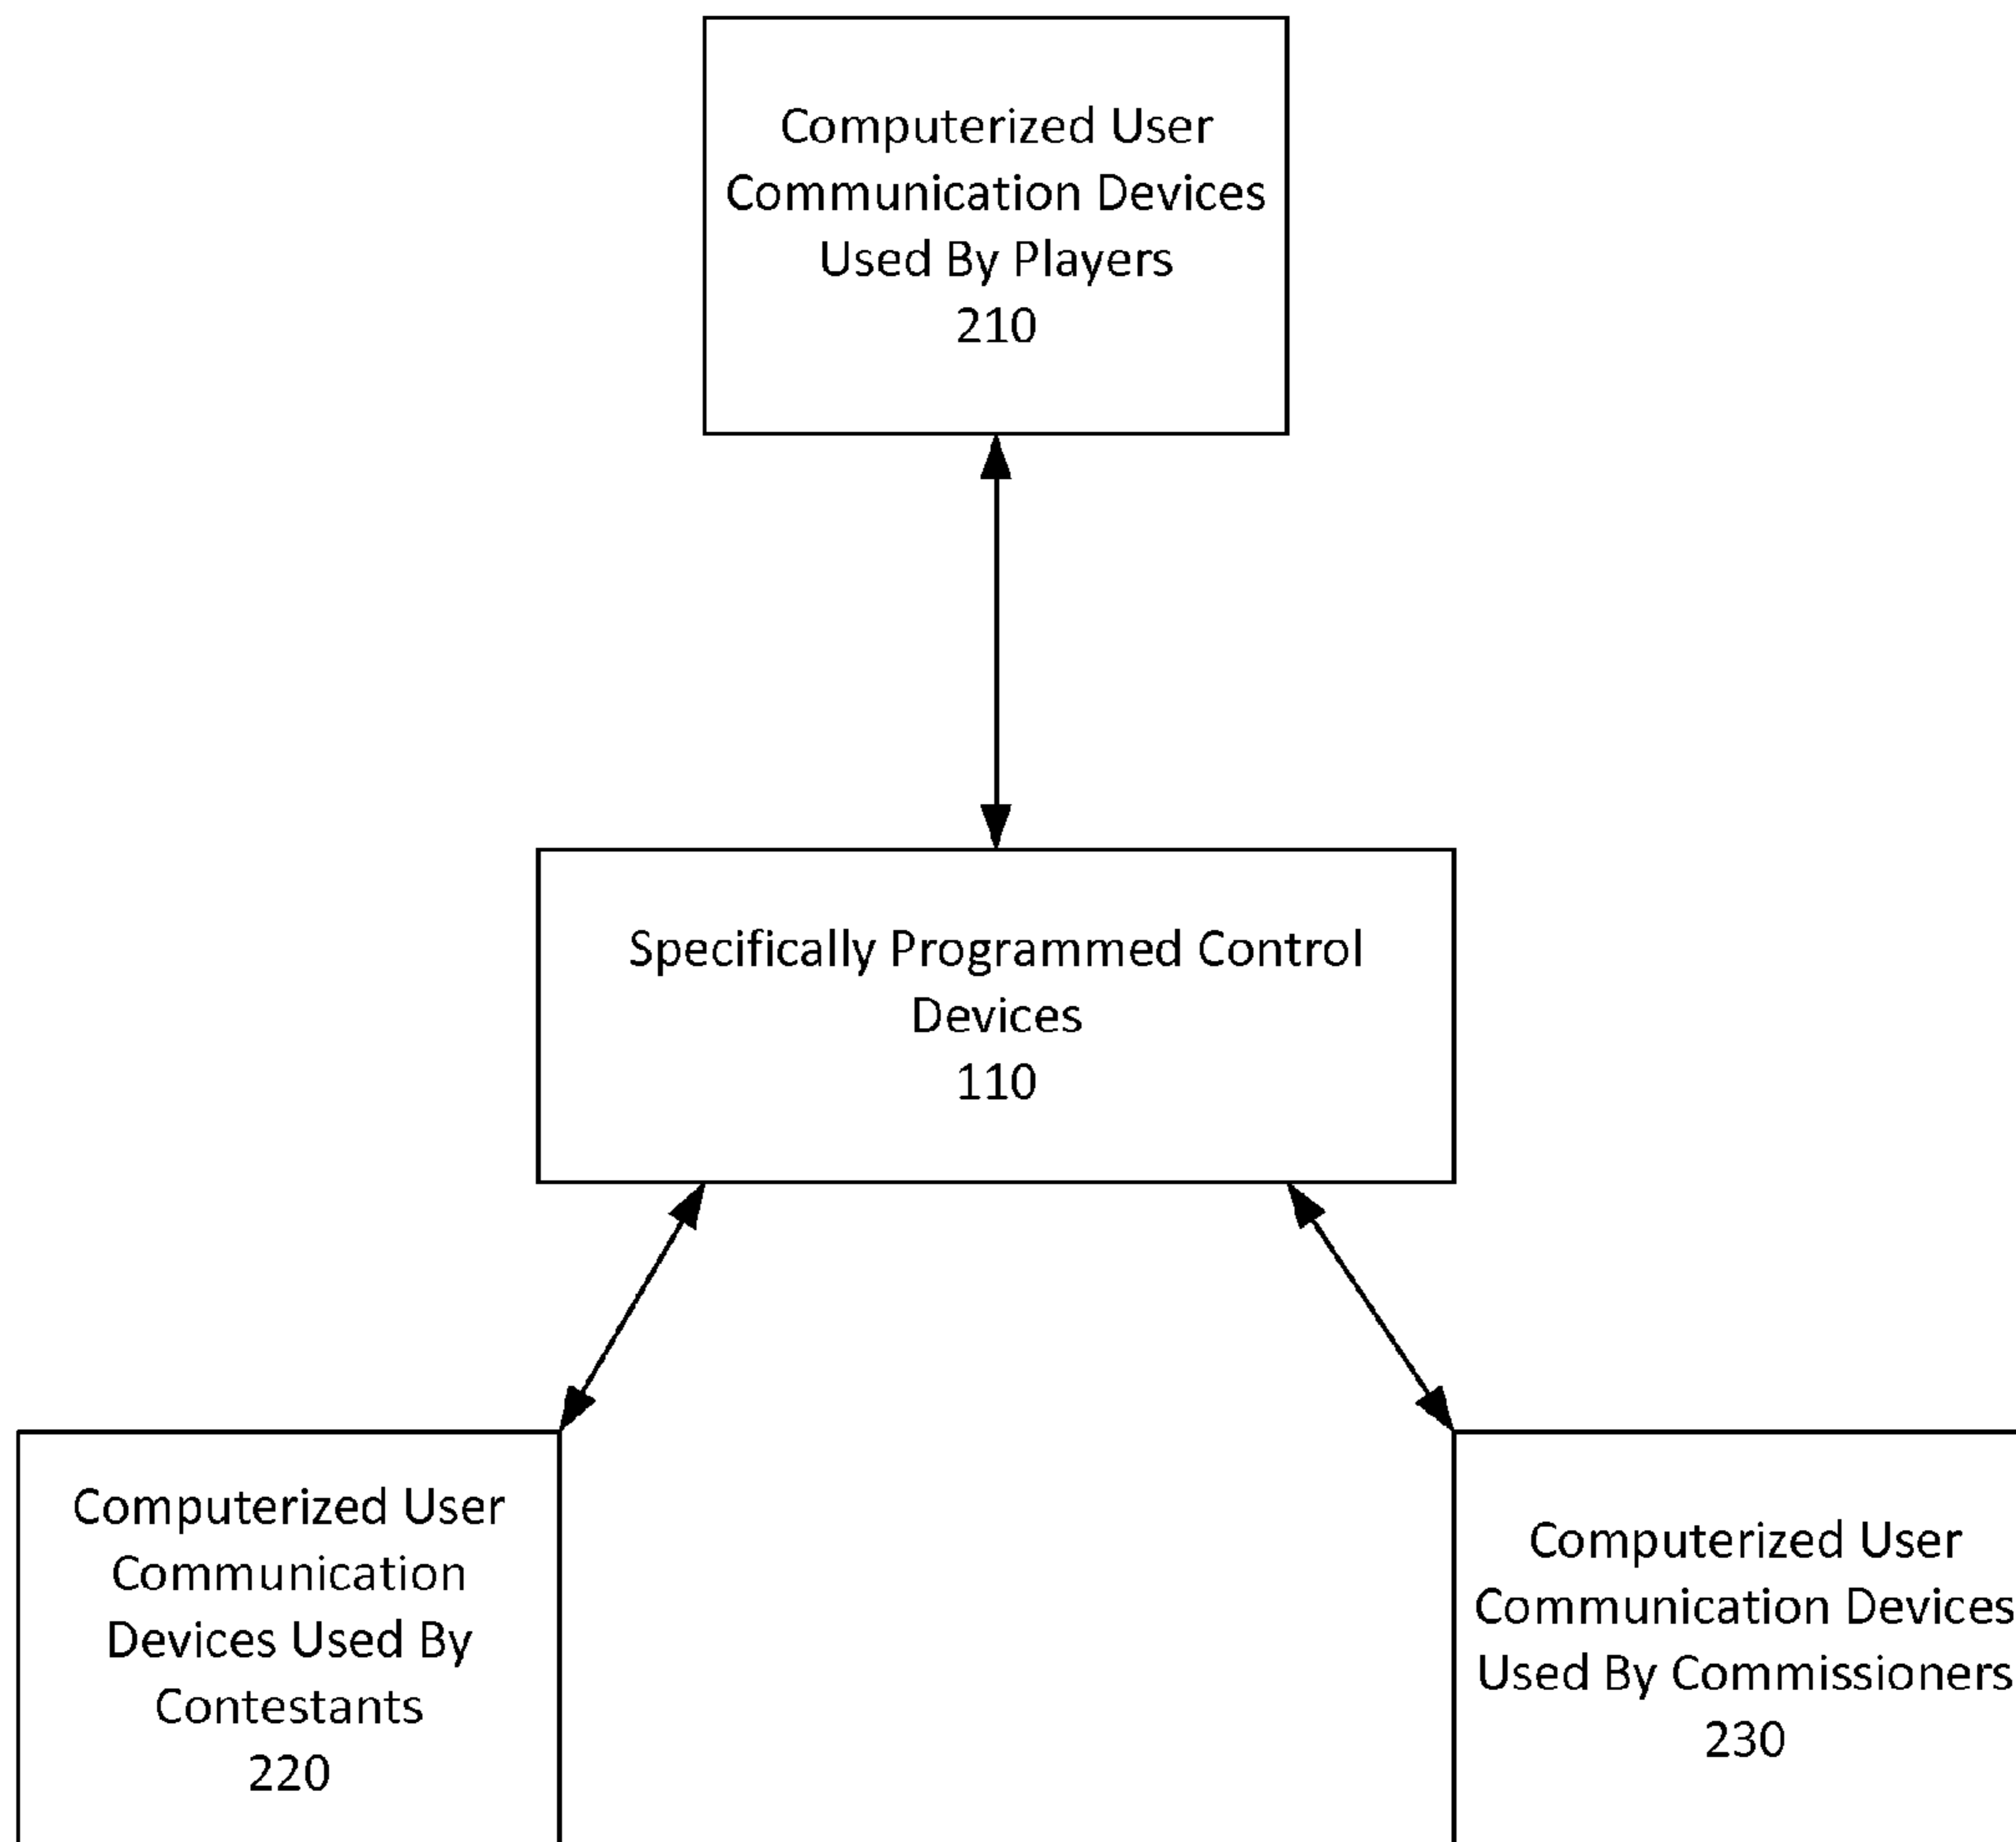 Computerized User
Communication Devices
Used By Players
210
Specifically Programmed Control
Devices
110
Computerized User
Communication
Devices Used By
Contestants
220
Computerized User
Communication Devices
Used By Commissioners
230